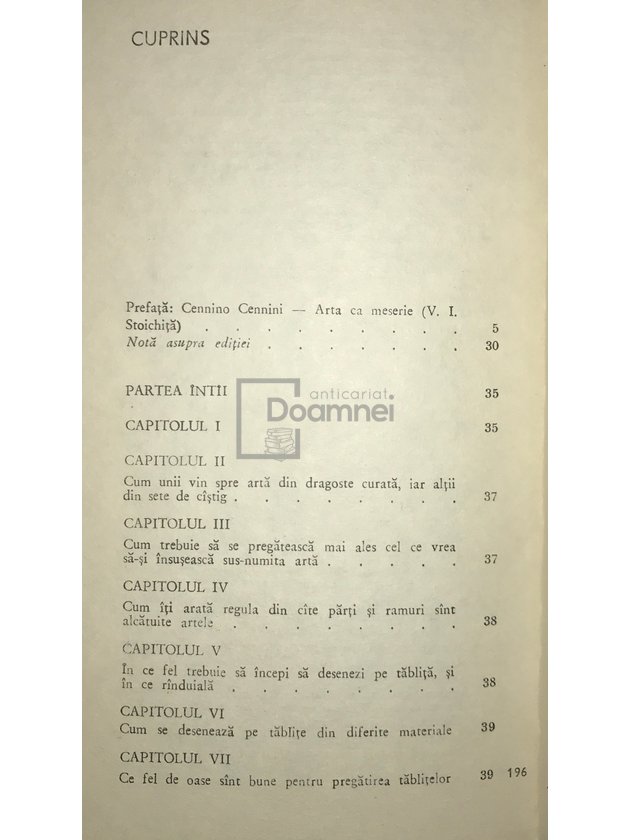 CUPRINS
Prefață: Cennino Cennini — Arta ca meserie (V. I.
Stoichiță) . . . . . . . . . 5
Notă asupra ediției . . . . . . . 30
PARTEA ÎNTÎI 35
anticariat
Doamnei
CAPITOLUL I 35
CAPITOLUL II
Cum unii vin spre artă din dragoste curată, iar alții
din sete de cîștig . . . . . . . . 37
CAPITOLUL III
Cum trebuie să se pregătească mai ales cel ce vrea
să-și însușească sus-numita artă . . . . . 37
CAPITOLUL IV
Cum îți arată regula din cîte părți și ramuri sînt
alcătuite artele . . . . . . . . 38
CAPITOLUL V
În ce fel trebuie să începi să desenezi pe tăbliță, și
în ce rînduială . . . . . . . . 38
CAPITOLUL VI
Cum se desenează pe tăblițe din diferite materiale 39
CAPITOLUL VII
Ce fel de oase sînt bune pentru pregătirea tăblițelor 39 196